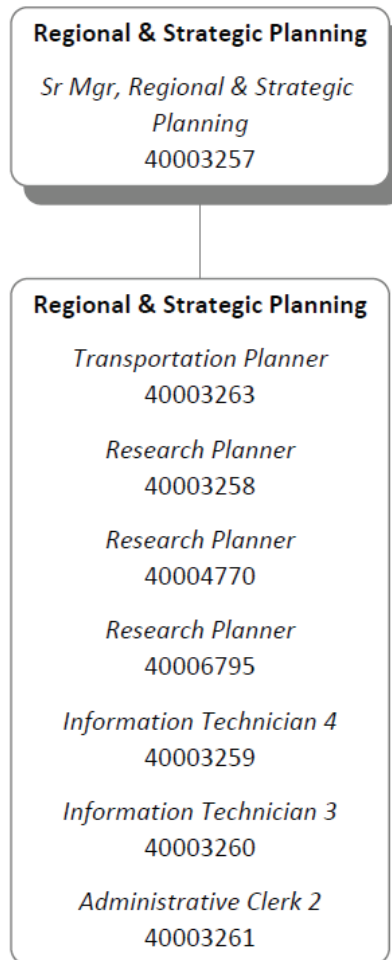 Regional & Strategic Planning
Sr Mgr, Regional & Strategic
Planning
40003257
Regional & Strategic Planning
Transportation Planner
40003263
Research Planner
40003258
Research Planner
40004770
Research Planner
40006795
Information Technician 4
40003259
Information Technician 3
40003260
Administrative Clerk 2
40003261